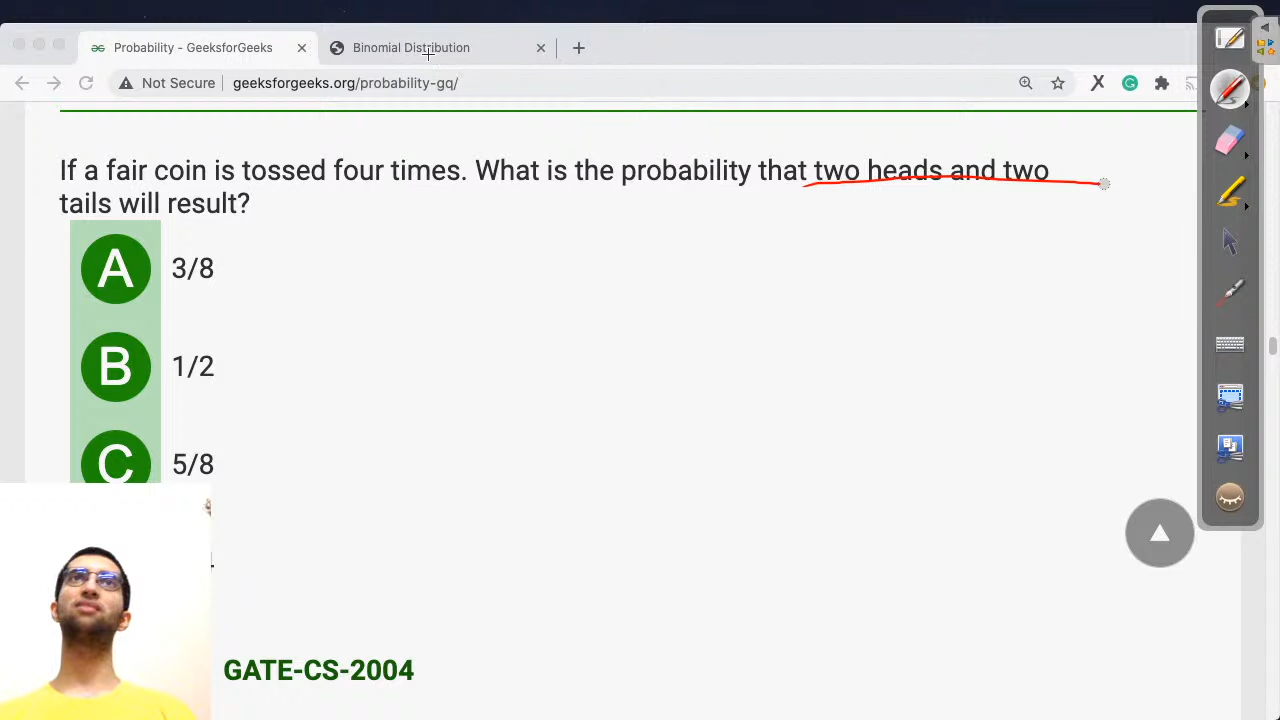 Probability - GeeksforGeeks
Binomial Distribution
Not Secure
geeksforgeeks.org/probability-gq/
If a fair coin is tossed four times. What is the probability that two heads and two
tails will result?
A 3/8
B 1/2
C 5/8
GATE-CS-2004